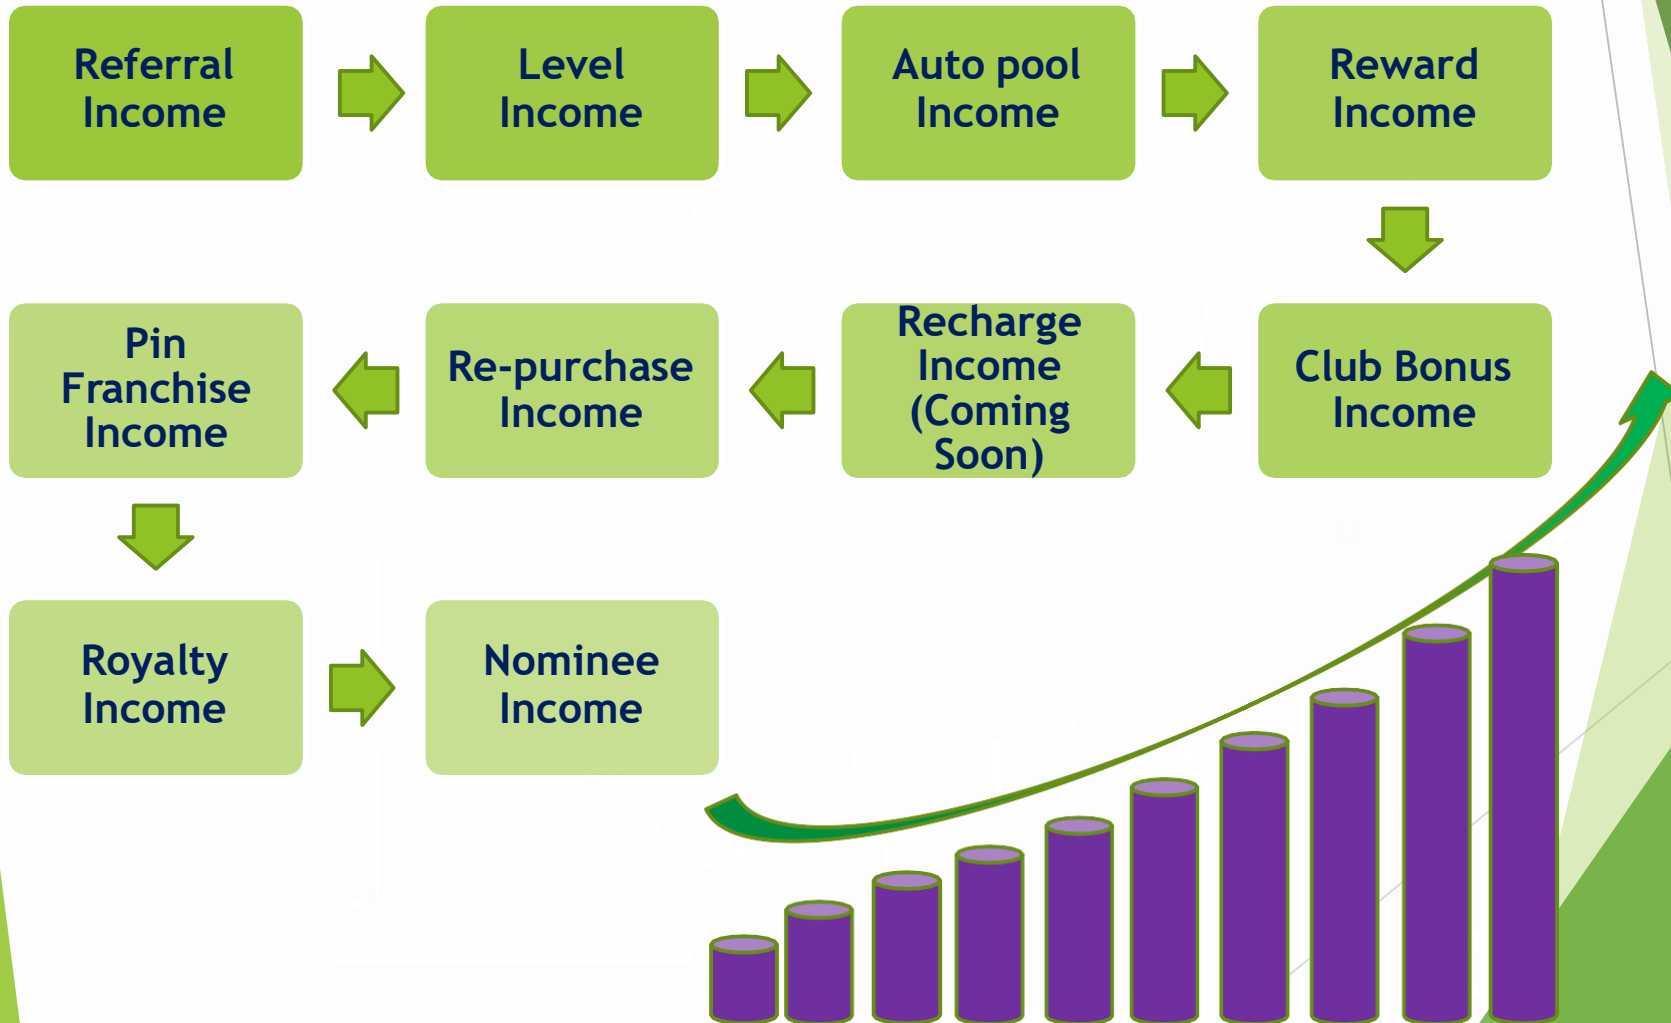 Referral
Income
Level
Income
Auto pool
Income
Reward
Income
Club Bonus
Income
Recharge
Income
(Coming
Soon)
Re-purchase
Income
Pin
Franchise
Income
Royalty
Income
Nominee
Income